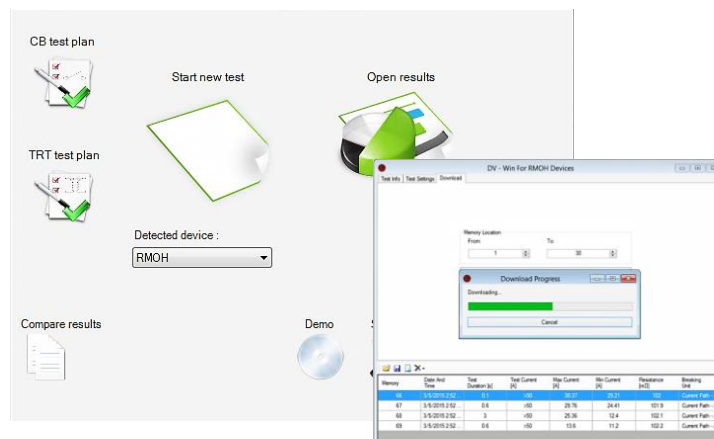 CB test plan
Start new test
Open results
TRT test plan
Detected device :
RMOH
Compare results
Demo
DV - Win For RMOH Devices
Test Info Test Settings Download
Memory Location
From: To:
1 30
Download Progress
Downloading...
Cancel
Memory Date And Time Test Duration [s] Test Current [A] Max Current [A] Min Current [A] Resistance [mΩ] Breaking Unit
66 3/5/2015 2:52 ... 0.1 >50 30.37 25.21 102 Current Path -
67 3/5/2015 2:52 ... 0.6 >50 29.76 24.41 101.9 Current Path -
68 3/5/2015 2:52 ... 3 >50 25.36 12.4 102.1 Current Path -
69 3/5/2015 2:52 ... 0.6 >50 13.6 11.2 102.2 Current Path -